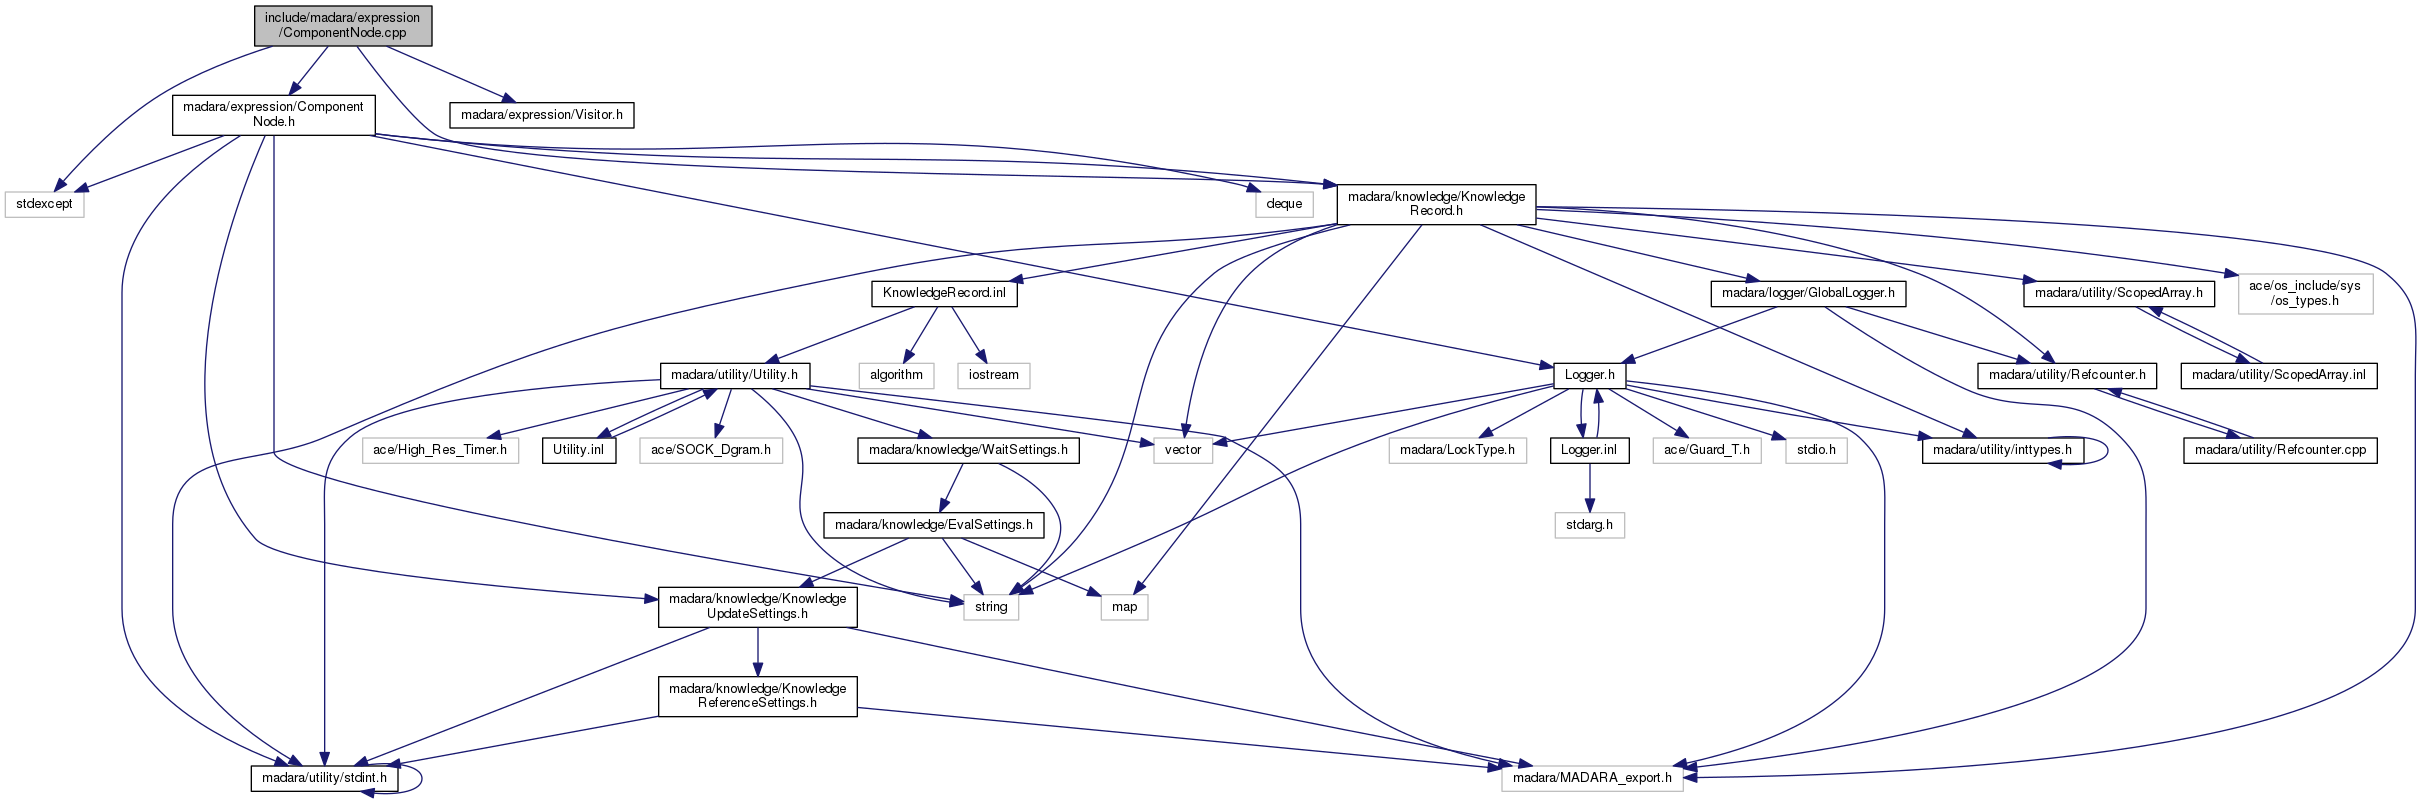 include/madara/expression
/ComponentNode.cpp
madara/expression/Component
Node.h
madara/expression/Visitor.h
stdexcept
deque
madara/knowledge/Knowledge
Record.h
KnowledgeRecord.inl
madara/logger/GlobalLogger.h
madara/utility/ScopedArray.h
ace/os_include/sys
/os_types.h
madara/utility/Utility.h
algorithm
iostream
Logger.h
madara/utility/Refcounter.h
madara/utility/ScopedArray.inl
ace/High_Res_Timer.h
Utility.inl
ace/SOCK_Dgram.h
madara/knowledge/WaitSettings.h
vector
madara/LockType.h
Logger.inl
ace/Guard_T.h
stdio.h
madara/utility/inttypes.h
madara/utility/Refcounter.cpp
madara/knowledge/EvalSettings.h
stdarg.h
madara/knowledge/Knowledge
UpdateSettings.h
string
map
madara/knowledge/Knowledge
ReferenceSettings.h
madara/utility/stdint.h
madara/MADARA_export.h